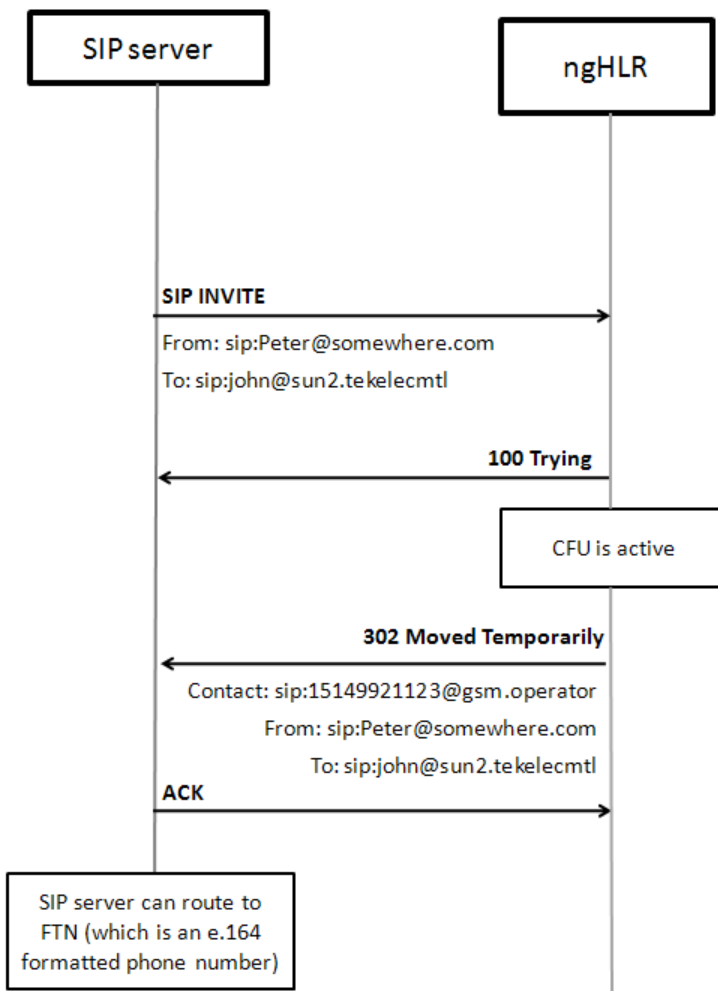 SIP server
ngHLR
SIP INVITE
From: sip:Peter@somewhere.com
To: sip:john@sun2.tekelecmtl
100 Trying
CFU is active
302 Moved Temporarily
Contact: sip:15149921123@gsm.operator
From: sip:Peter@somewhere.com
To: sip:john@sun2.tekelecmtl
ACK
SIP server can route to
FTN (which is an e.164
formatted phone number)